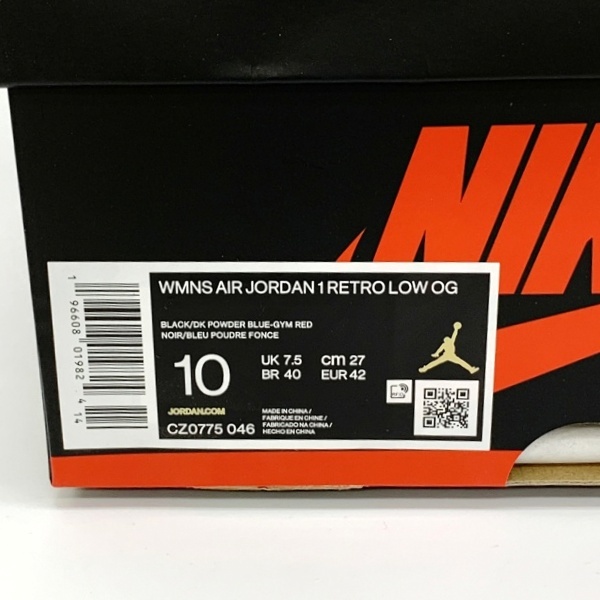 NIK
WMNS AIR JORDAN 1 RETRO LOW OG
BLACK/DK POWDER BLUE-GYM RED
NOIR/BLEU POUDRE FONCE
10
UK 7.5 cm 27
BR 40 EUR 42
JORDAN.COM
CZ0775 046
MADE IN CHINA /
FABRIQUE EN CHINE /
FABRICADO NA CHINA /
HECHO EN CHINA
1 96608 01982 4 14